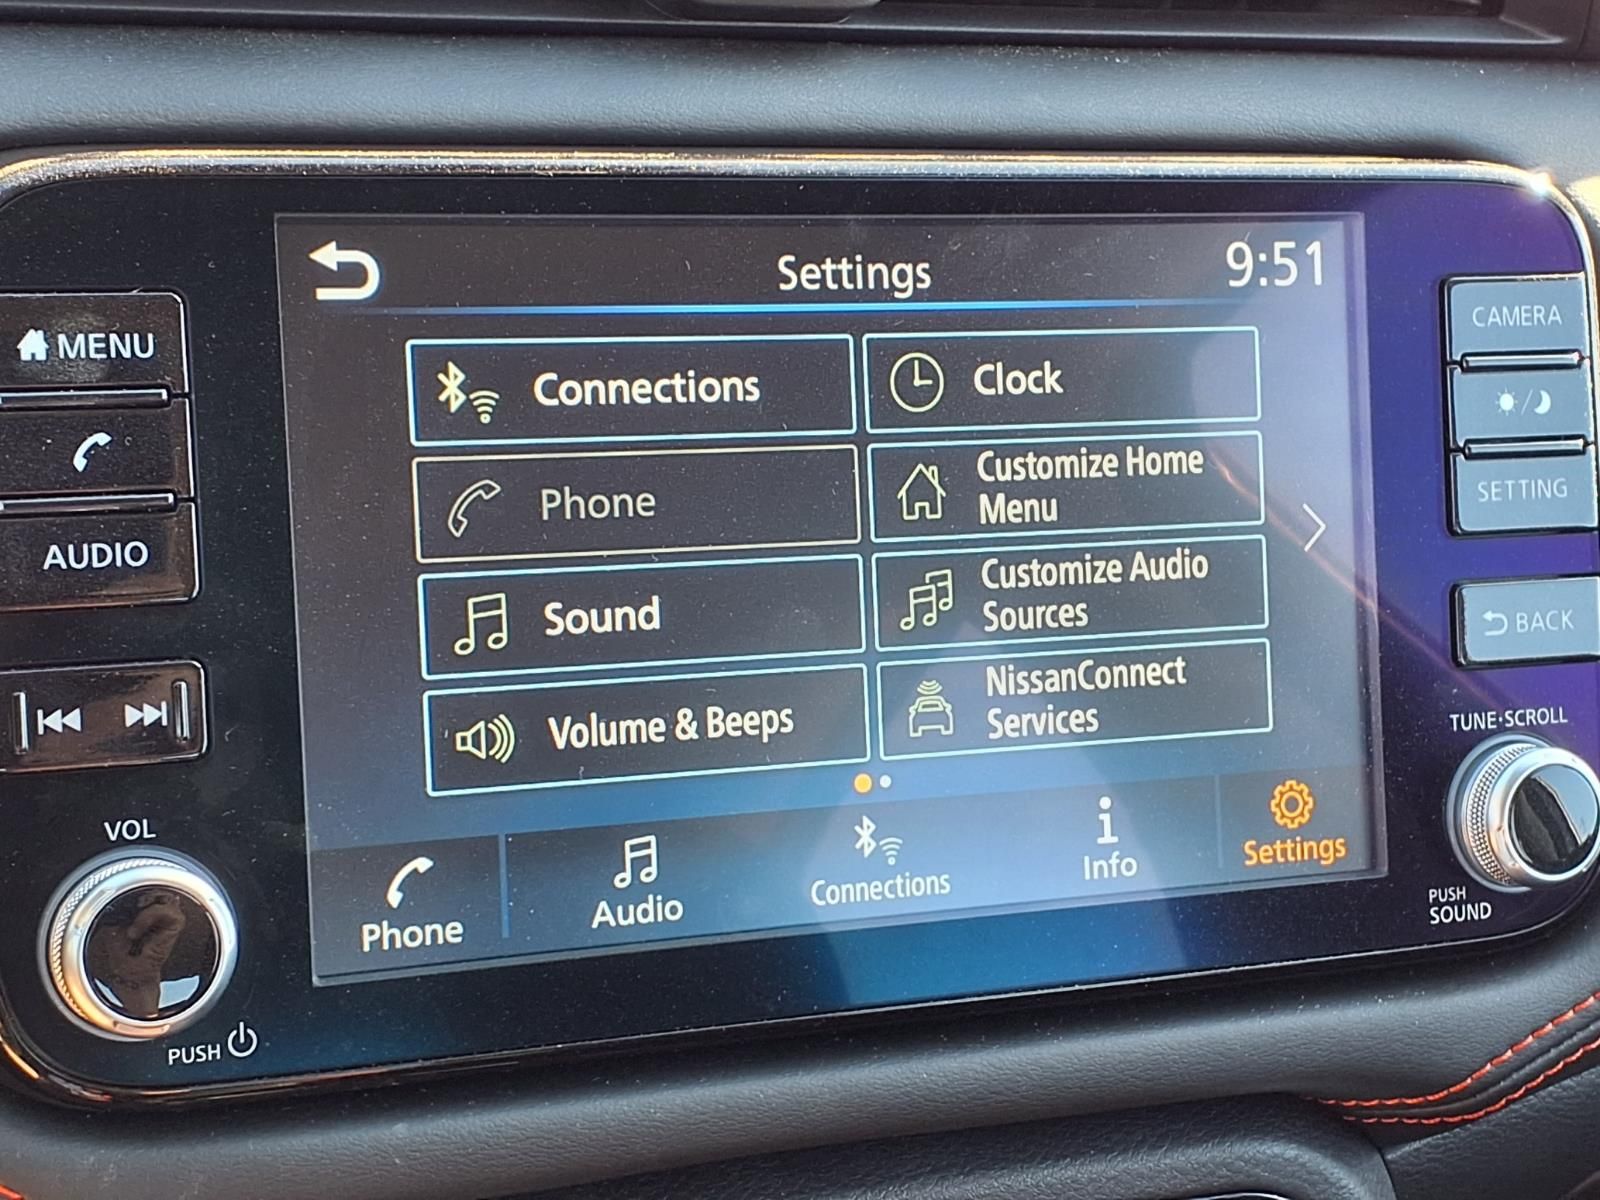 Settings
9:51
MENU
AUDIO
VOL
PUSH
Connections
Clock
Phone
Customize Home
Menu
Sound
Customize Audio
Sources
Volume & Beeps
NissanConnect
Services
Phone
Audio
Connections
Info
Settings
CAMERA
SETTING
BACK
TUNE·SCROLL
PUSH
SOUND